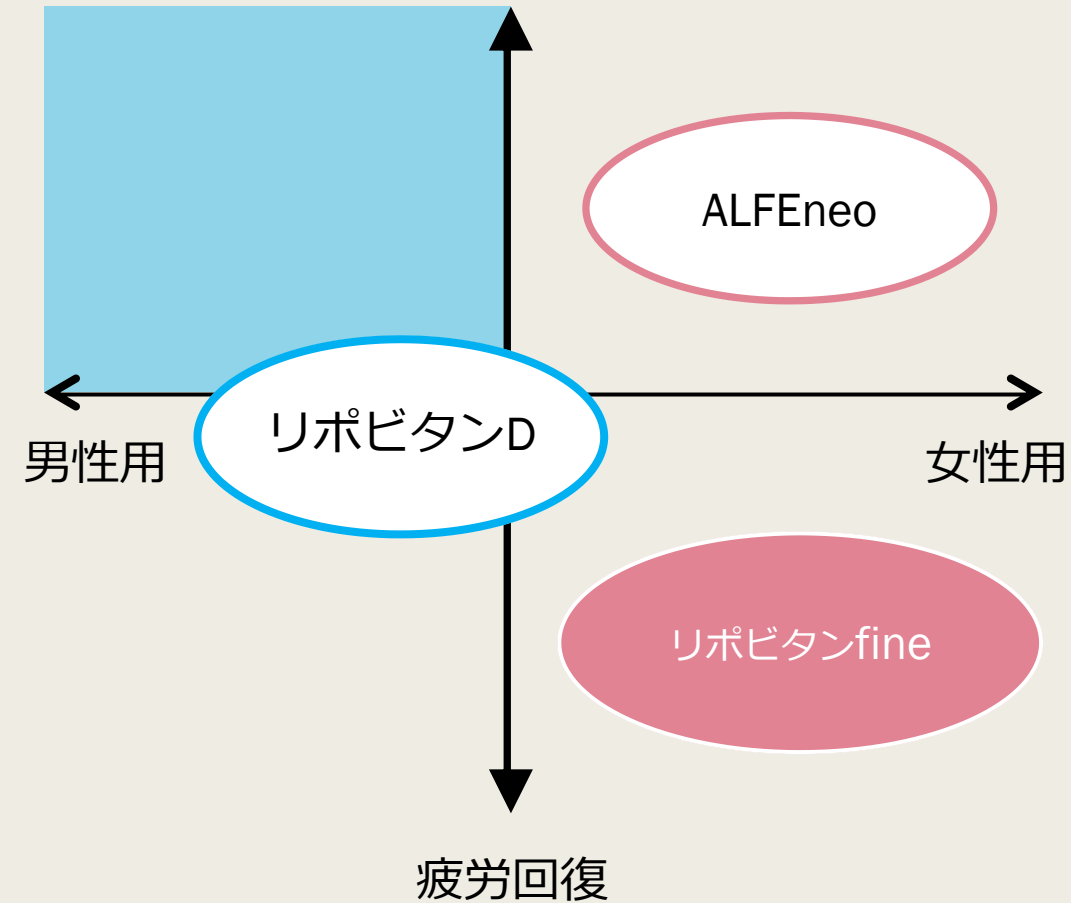 ALFEneo
リポビタンD
男性用
女性用
リポビタンfine
疲労回復